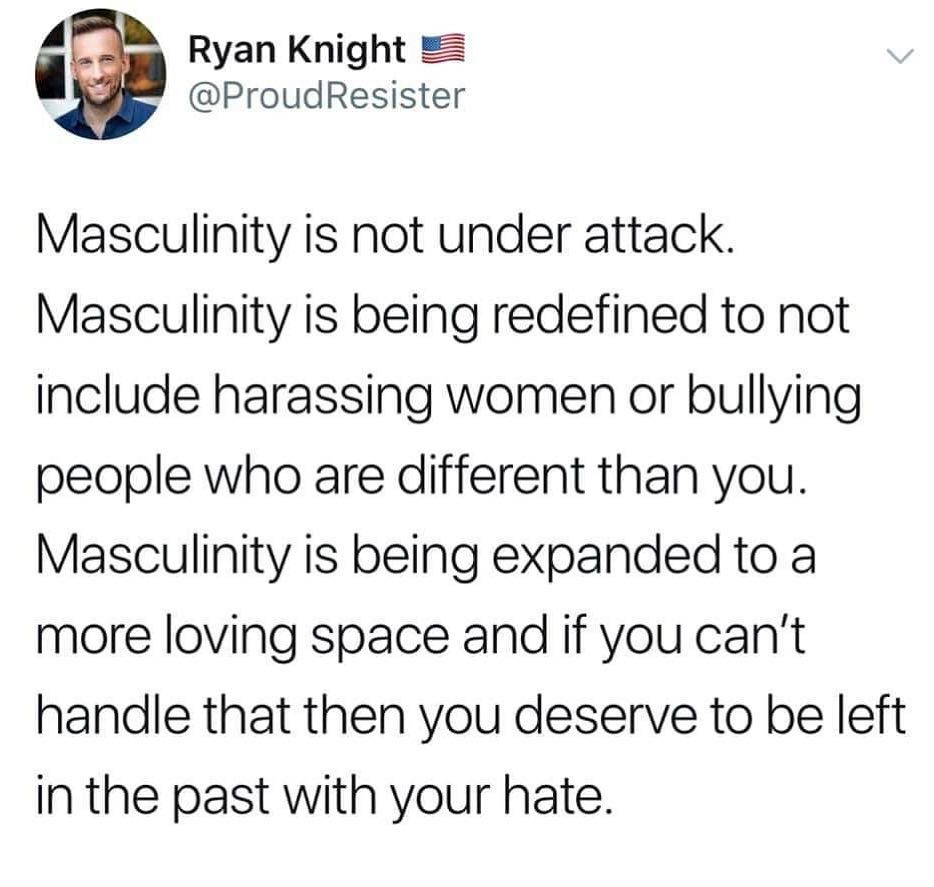 Ryan Knight 🇺🇸
@ProudResister
Masculinity is not under attack.
Masculinity is being redefined to not
include harassing women or bullying
people who are different than you.
Masculinity is being expanded to a
more loving space and if you can't
handle that then you deserve to be left
in the past with your hate.